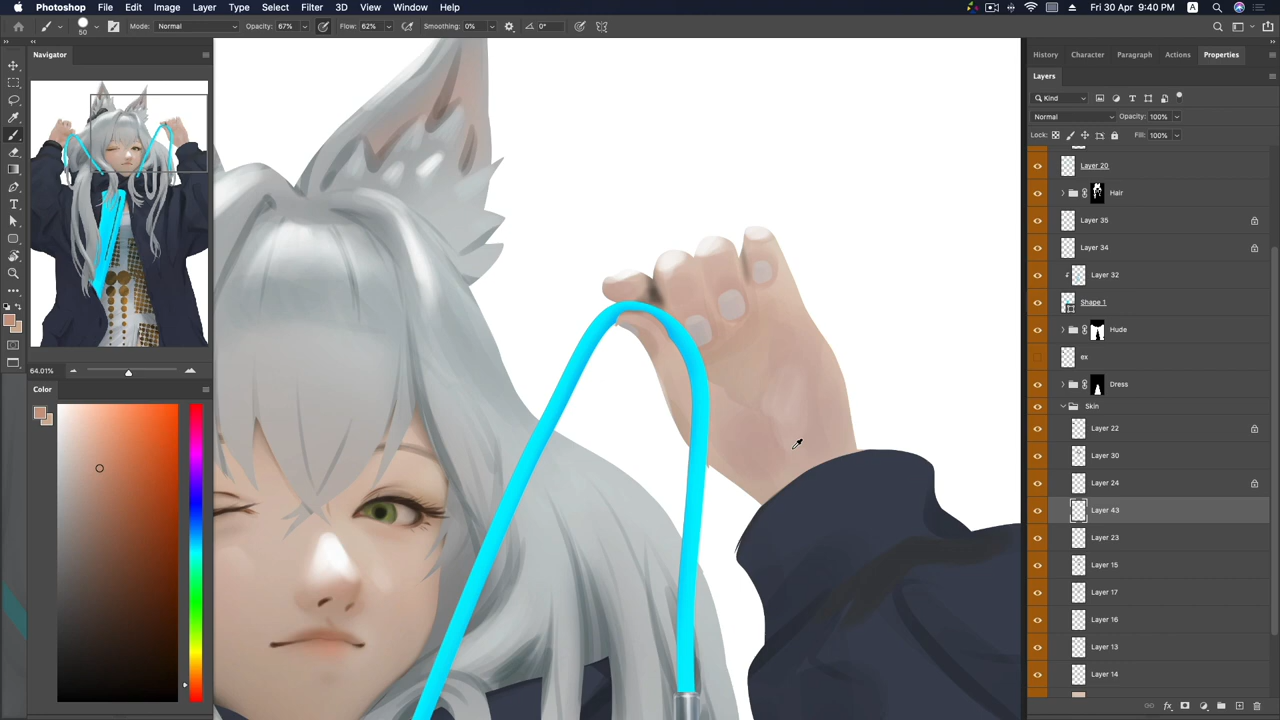 Photoshop File Edit Image Layer Type Select Filter 3D View Window Help
A Fri 30 Apr 9:40 PM
50 Mode: Normal Opacity: 67% Flow: 62% Smoothing: 0% 0°
Navigator
64.01%
Color
History Character Paragraph Actions Properties
Layers
Kind
Normal Opacity: 100%
Lock: Fill: 100%
Layer 20
Hair
Layer 35
Layer 34
Layer 32
Shape 1
Hude
ex
Dress
Skin
Layer 22
Layer 30
Layer 24
Layer 43
Layer 23
Layer 15
Layer 17
Layer 16
Layer 13
Layer 14